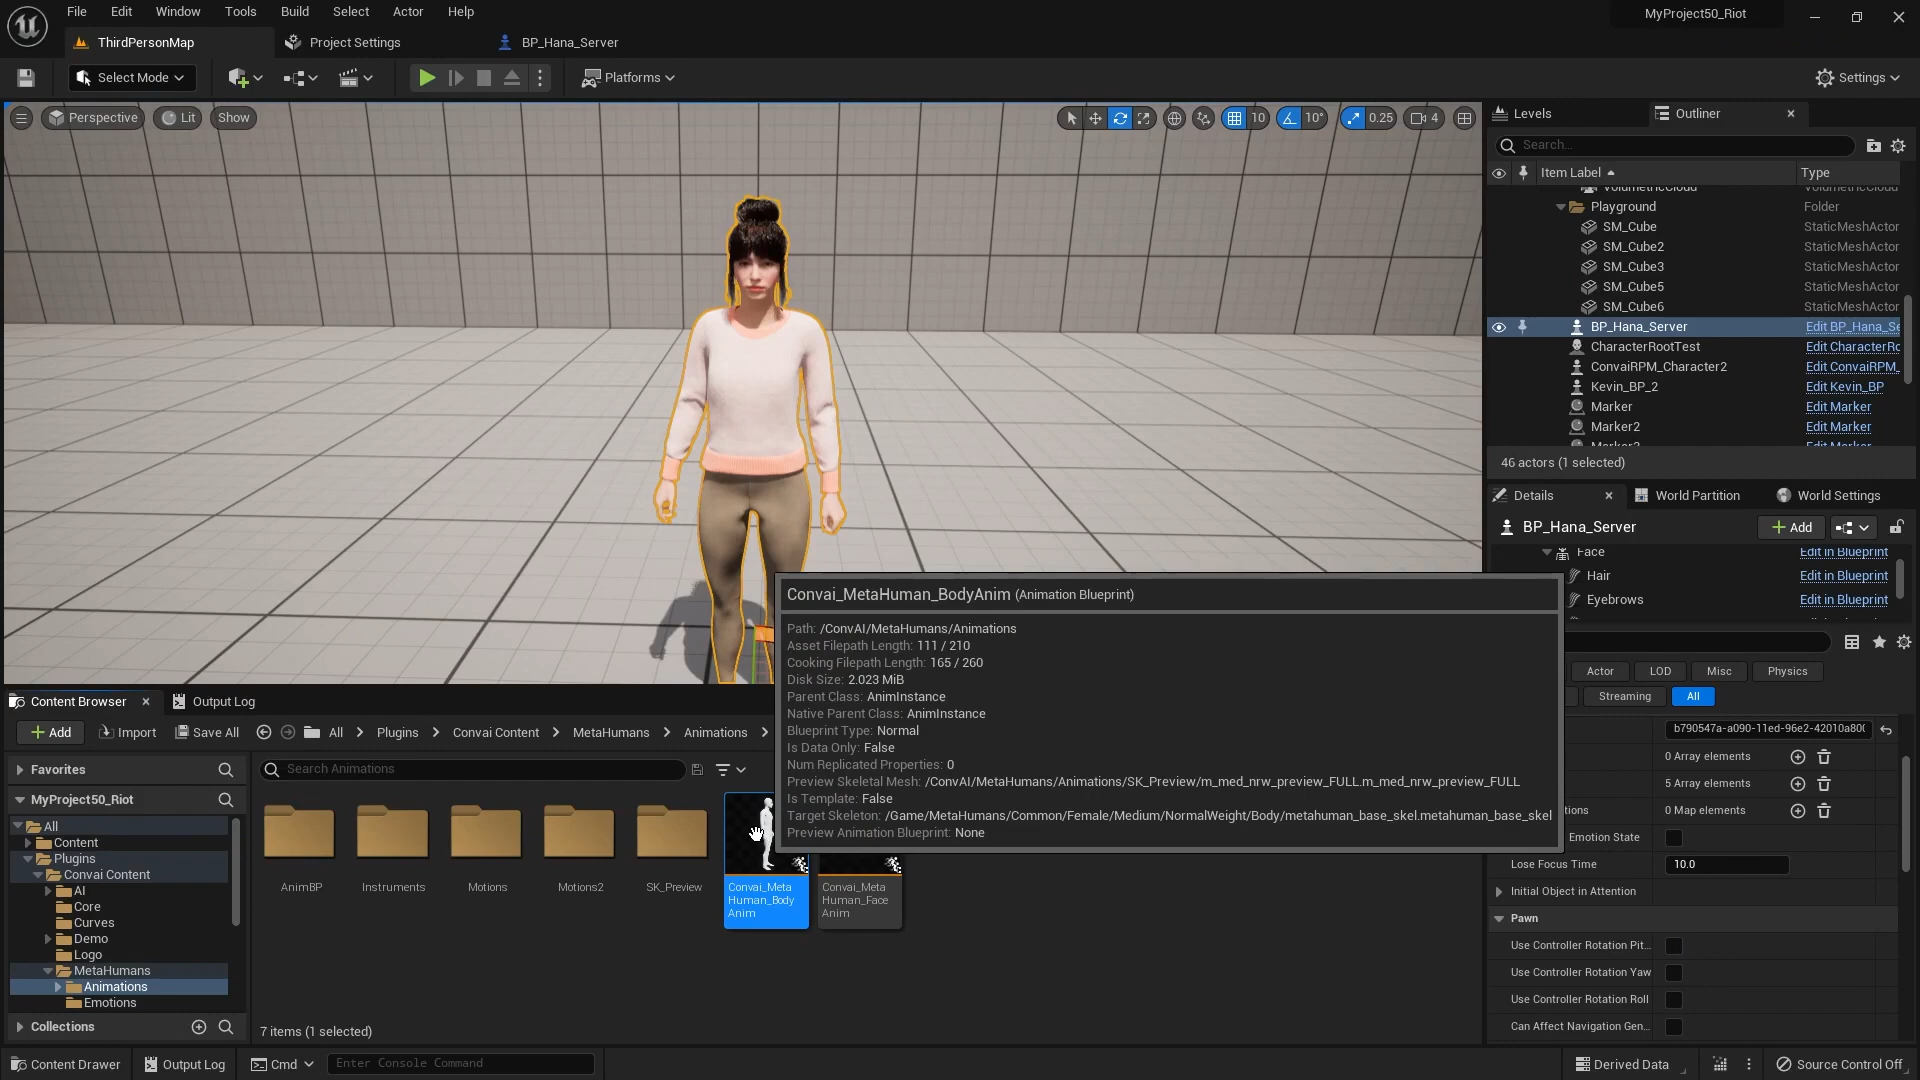 File Edit Window Tools Build Select Actor Help
MyProject50_Riot
ThirdPersonMap
Project Settings
BP_Hana_Server
Select Mode
Platforms
Settings
Perspective
Lit
Show
10
10°
0.25
4
Levels
Outliner
Search...
Item Label
Type
VolumetricCloud VolumetricCloud
Playground Folder
SM_Cube StaticMeshActor
SM_Cube2 StaticMeshActor
SM_Cube3 StaticMeshActor
SM_Cube5 StaticMeshActor
SM_Cube6 StaticMeshActor
BP_Hana_Server Edit BP_Hana_Se
CharacterRootTest Edit CharacterRo
ConvaiRPM_Character2 Edit ConvaiRPM_
Kevin_BP_2 Edit Kevin_BP
Marker Edit Marker
Marker2 Edit Marker
46 actors (1 selected)
Details
World Partition
World Settings
BP_Hana_Server
Add
Face Edit in Blueprint
Hair Edit in Blueprint
Eyebrows Edit in Blueprint
Actor LOD Misc Physics
Streaming All
b790547a-a090-11ed-96e2-42010a80(
0 Array elements
5 Array elements
tions 0 Map elements
Emotion State
Lose Focus Time 10.0
Initial Object in Attention
Pawn
Use Controller Rotation Pit...
Use Controller Rotation Yaw
Use Controller Rotation Roll
Can Affect Navigation Gen...
Convai_MetaHuman_BodyAnim (Animation Blueprint)
Path: /ConvAI/MetaHumans/Animations
Asset Filepath Length: 111 / 210
Cooking Filepath Length: 165 / 260
Disk Size: 2.023 MiB
Parent Class: AnimInstance
Native Parent Class: AnimInstance
Blueprint Type: Normal
Is Data Only: False
Num Replicated Properties: 0
Preview Skeletal Mesh: /ConvAI/MetaHumans/Animations/SK_Preview/m_med_nrw_preview_FULL.m_med_nrw_preview_FULL
Is Template: False
Target Skeleton: /Game/MetaHumans/Common/Female/Medium/NormalWeight/Body/metahuman_base_skel.metahuman_base_skel
Preview Animation Blueprint: None
Content Browser
Output Log
Add
Import
Save All
All > Plugins > Convai Content > MetaHumans > Animations >
Favorites
MyProject50_Riot
All
Content
Plugins
Convai Content
AI
Core
Curves
Demo
Logo
MetaHumans
Animations
Emotions
Collections
Search Animations
AnimBP
Instruments
Motions
Motions2
SK_Preview
Convai_Meta
Human_Body
Anim
Convai_Meta
Human_Face
Anim
7 items (1 selected)
Content Drawer
Output Log
Cmd
Enter Console Command
Derived Data
Source Control Off